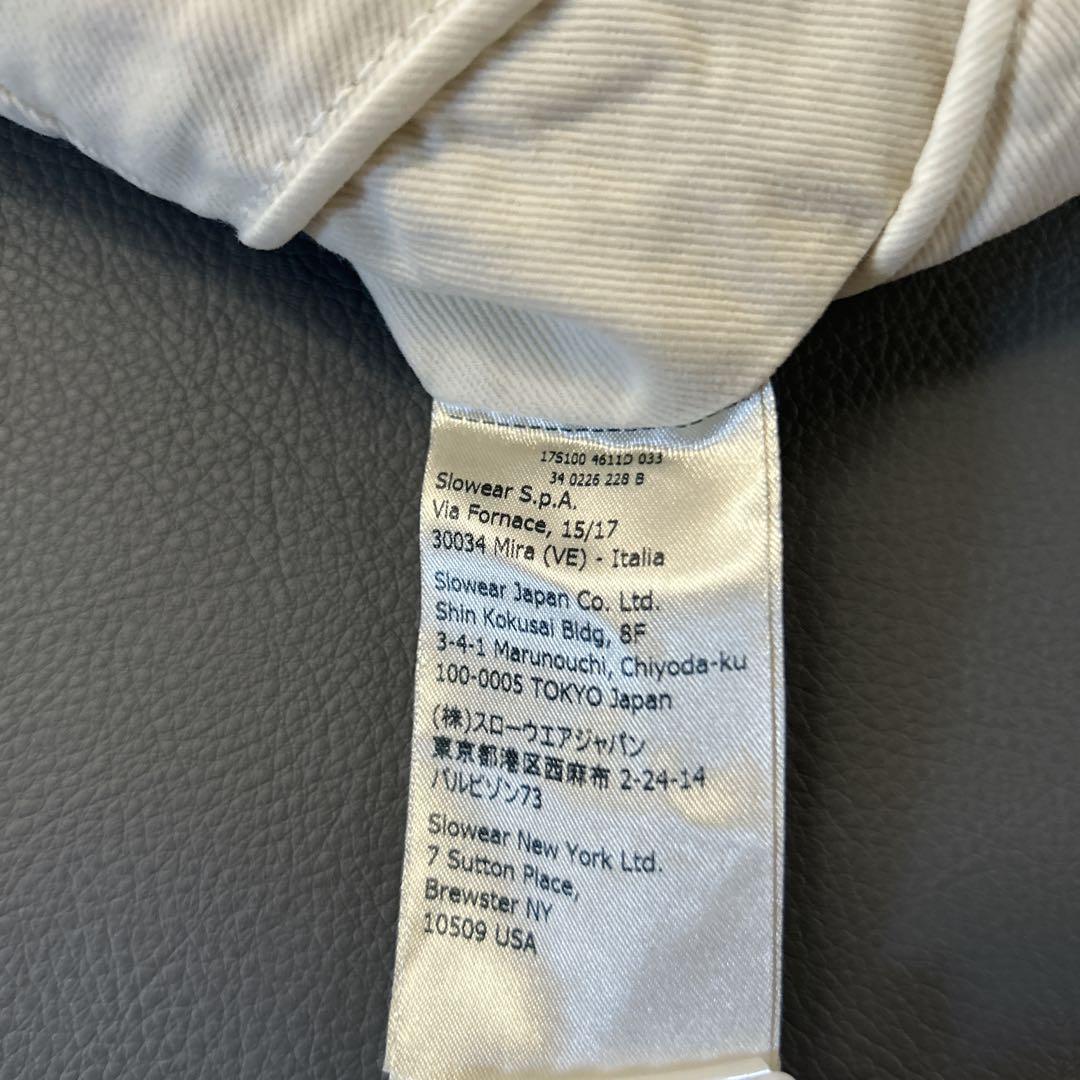 17S100 4611D 033
34 0226 228 B
Slowear S.p.A.
Via Fornace, 15/17
30034 Mira (VE) - Italia
Slowear Japan Co. Ltd.
Shin Kokusai Bldg, 8F
3-4-1 Marunouchi, Chiyoda-ku
100-0005 TOKYO Japan
(株)スローウエアジャパン
東京都港区西麻布 2-24-14
バルビゾン73
Slowear New York Ltd.
7 Sutton Place,
Brewster NY
10509 USA